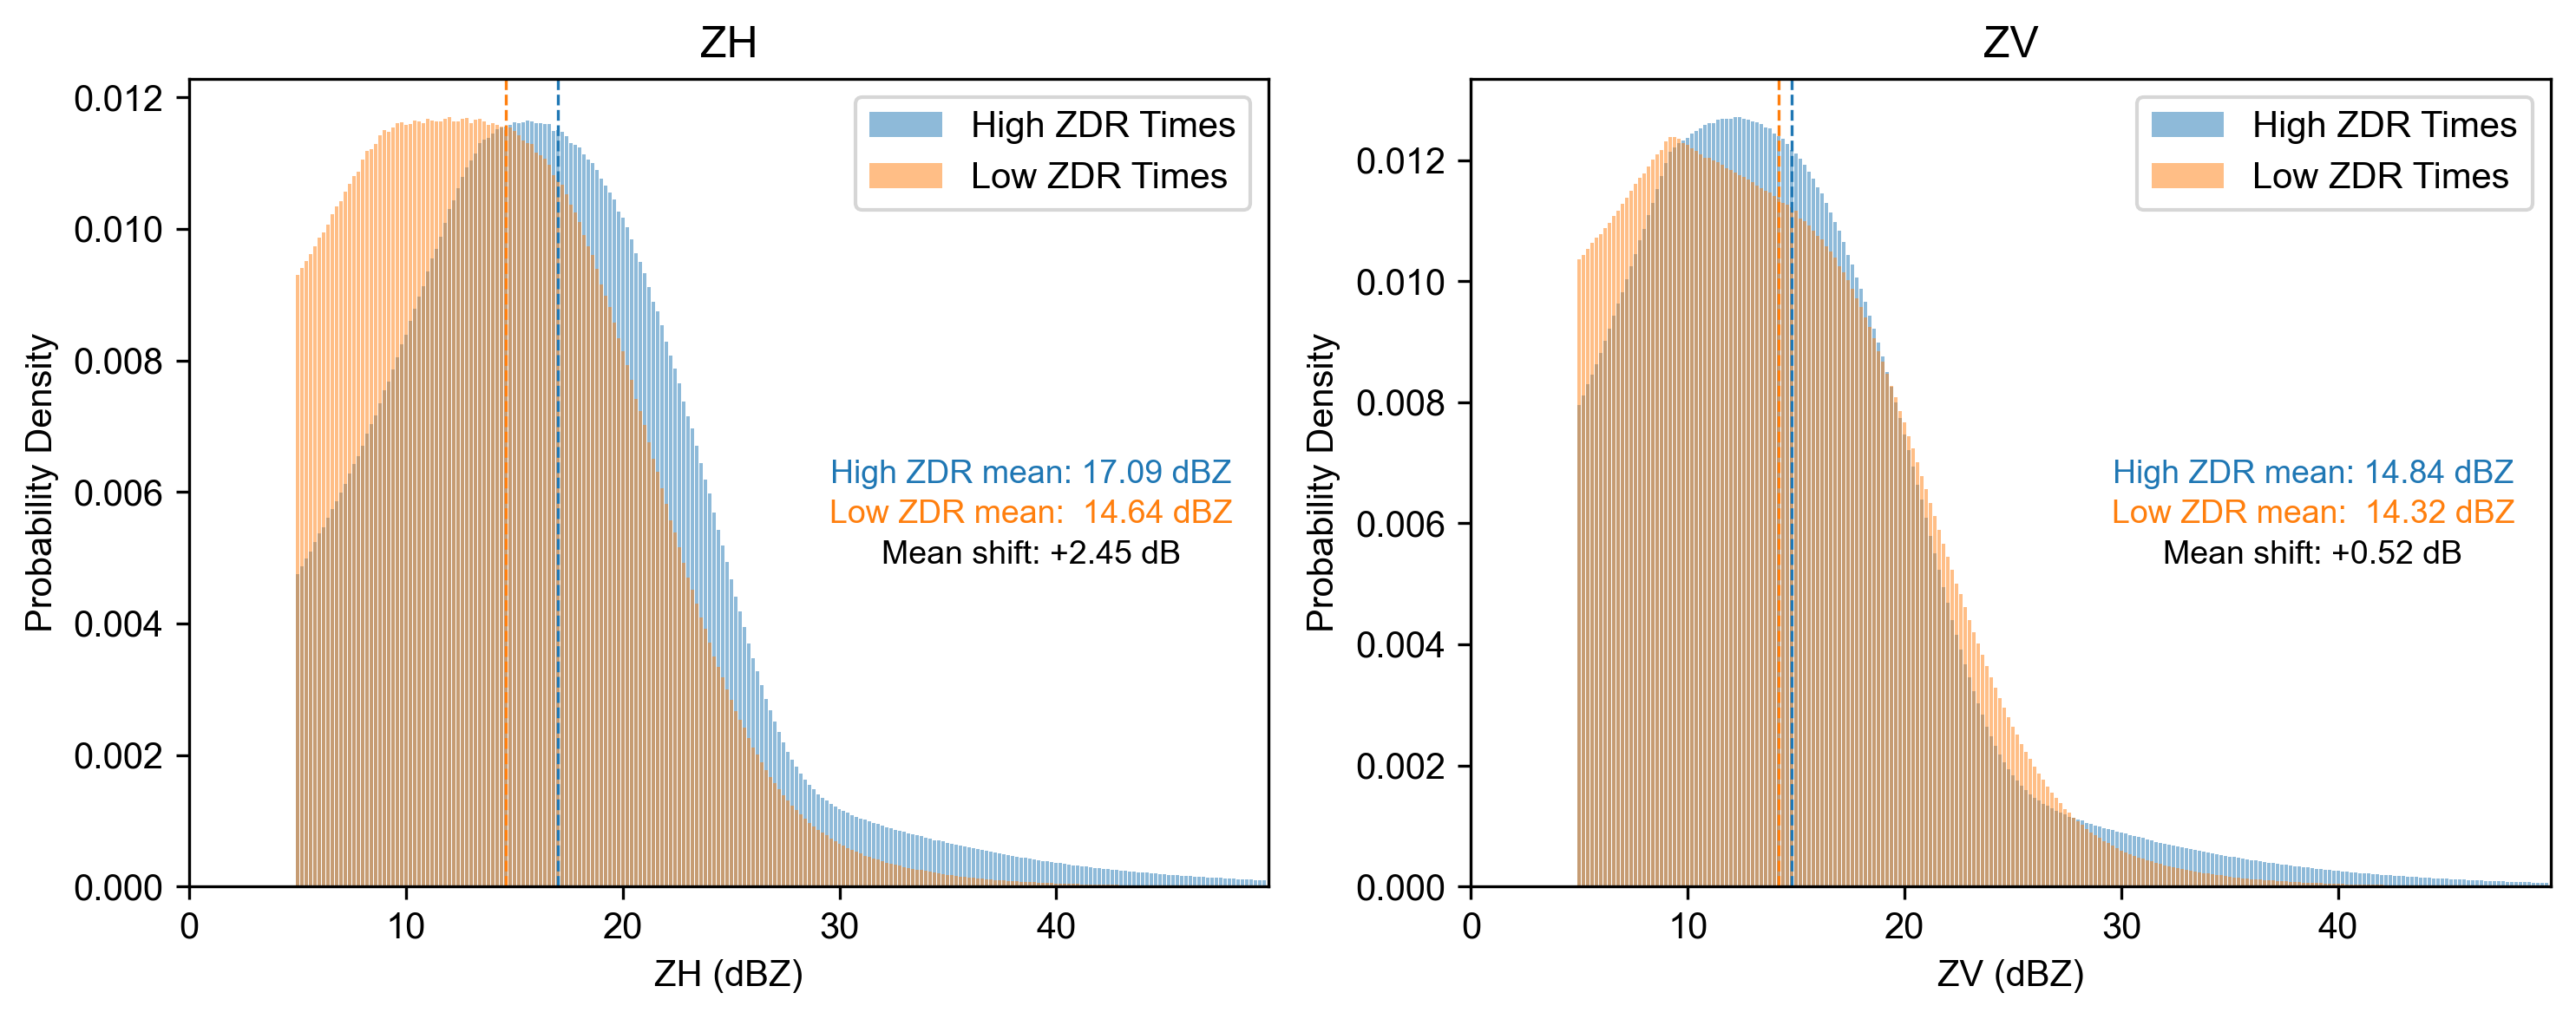 ZH
0.012
0.010
0.008
0.006
0.004
0.002
0.000
Probability Density
0 10 20 30 40
ZH (dBZ)
High ZDR Times
Low ZDR Times
High ZDR mean: 17.09 dBZ
Low ZDR mean:  14.64 dBZ
Mean shift: +2.45 dB
ZV
0.012
0.010
0.008
0.006
0.004
0.002
0.000
Probability Density
0 10 20 30 40
ZV (dBZ)
High ZDR Times
Low ZDR Times
High ZDR mean: 14.84 dBZ
Low ZDR mean:  14.32 dBZ
Mean shift: +0.52 dB